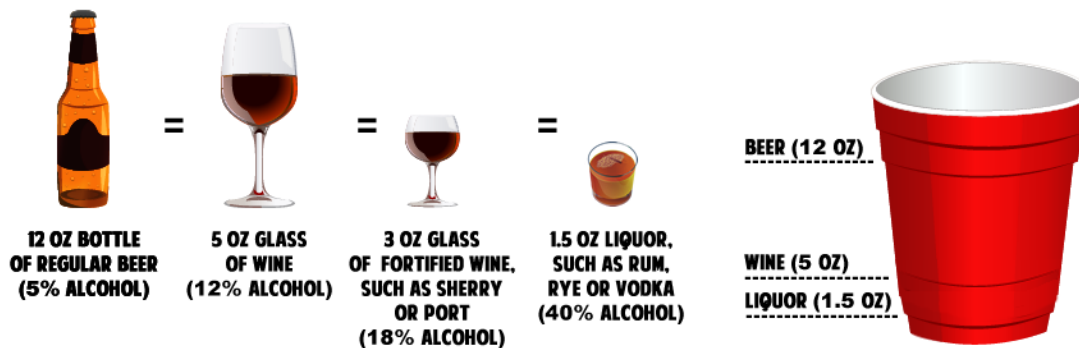 =
=
=
12 OZ BOTTLE
OF REGULAR BEER
(5% ALCOHOL)
5 OZ GLASS
OF WINE
(12% ALCOHOL)
3 OZ GLASS
OF FORTIFIED WINE,
SUCH AS SHERRY
OR PORT
(18% ALCOHOL)
1.5 OZ LIQUOR,
SUCH AS RUM,
RYE OR VODKA
(40% ALCOHOL)
BEER (12 OZ)
WINE (5 OZ)
LIQUOR (1.5 OZ)